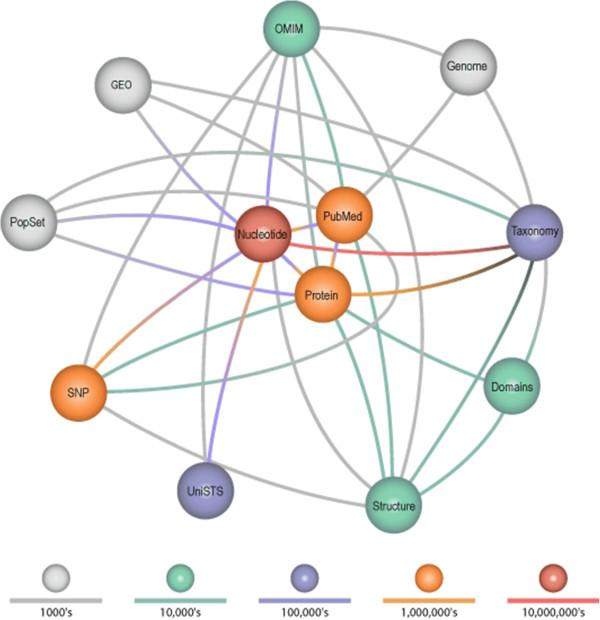 OMIM
Genome
GEO
PubMed
PopSet
Nucleotide
Taxonomy
Protein
Domains
SNP
UniSTS
Structure
1000's
10,000's
100,000's
1,000,000's
10,000,000's